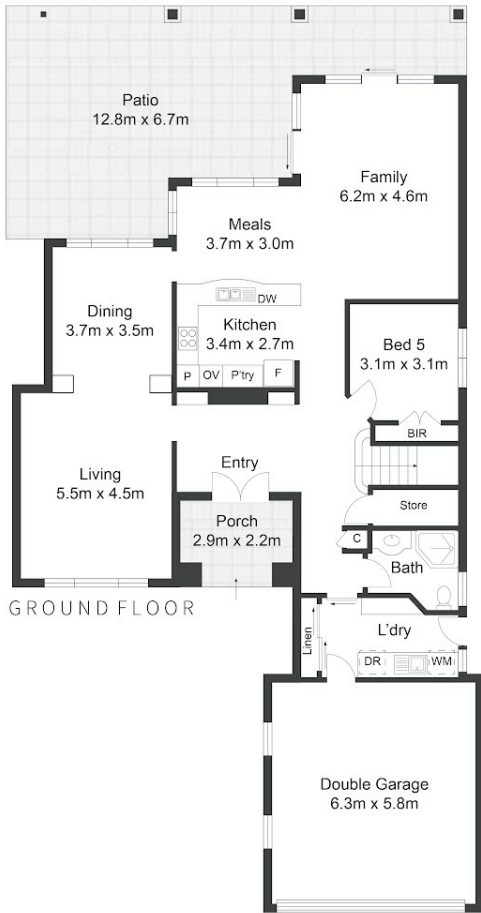 Patio
12.8m x 6.7m
Family
6.2m x 4.6m
Meals
3.7m x 3.0m
DW
Dining
3.7m x 3.5m
Kitchen
3.4m x 2.7m
P
OV
P'try
F
Bed 5
3.1m x 3.1m
BIR
Living
5.5m x 4.5m
Entry
Store
Porch
2.9m x 2.2m
C
Bath
GROUND FLOOR
Linen
L'dry
DR
WM
Double Garage
6.3m x 5.8m